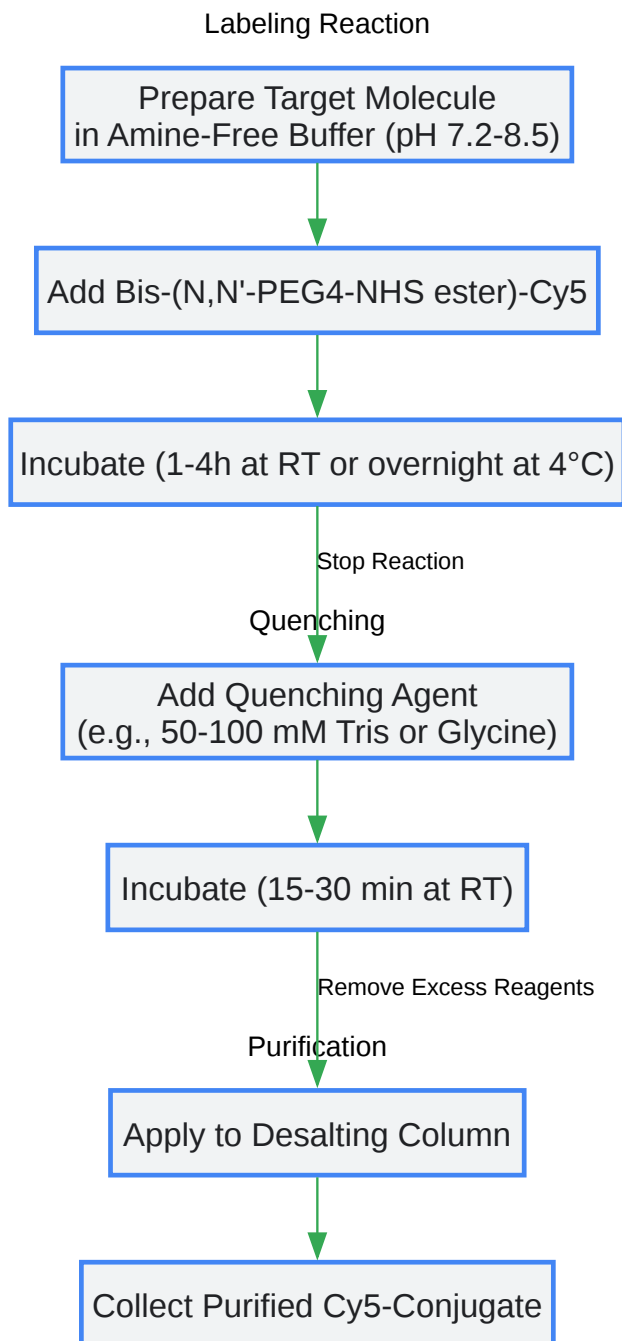 Labeling Reaction
Prepare Target Molecule
in Amine-Free Buffer (pH 7.2-8.5)
Add Bis-(N,N'-PEG4-NHS ester)-Cy5
Incubate (1-4h at RT or overnight at 4°C)
Stop Reaction
Quenching
Add Quenching Agent
(e.g., 50-100 mM Tris or Glycine)
Incubate (15-30 min at RT)
Remove Excess Reagents
Purification
Apply to Desalting Column
Collect Purified Cy5-Conjugate